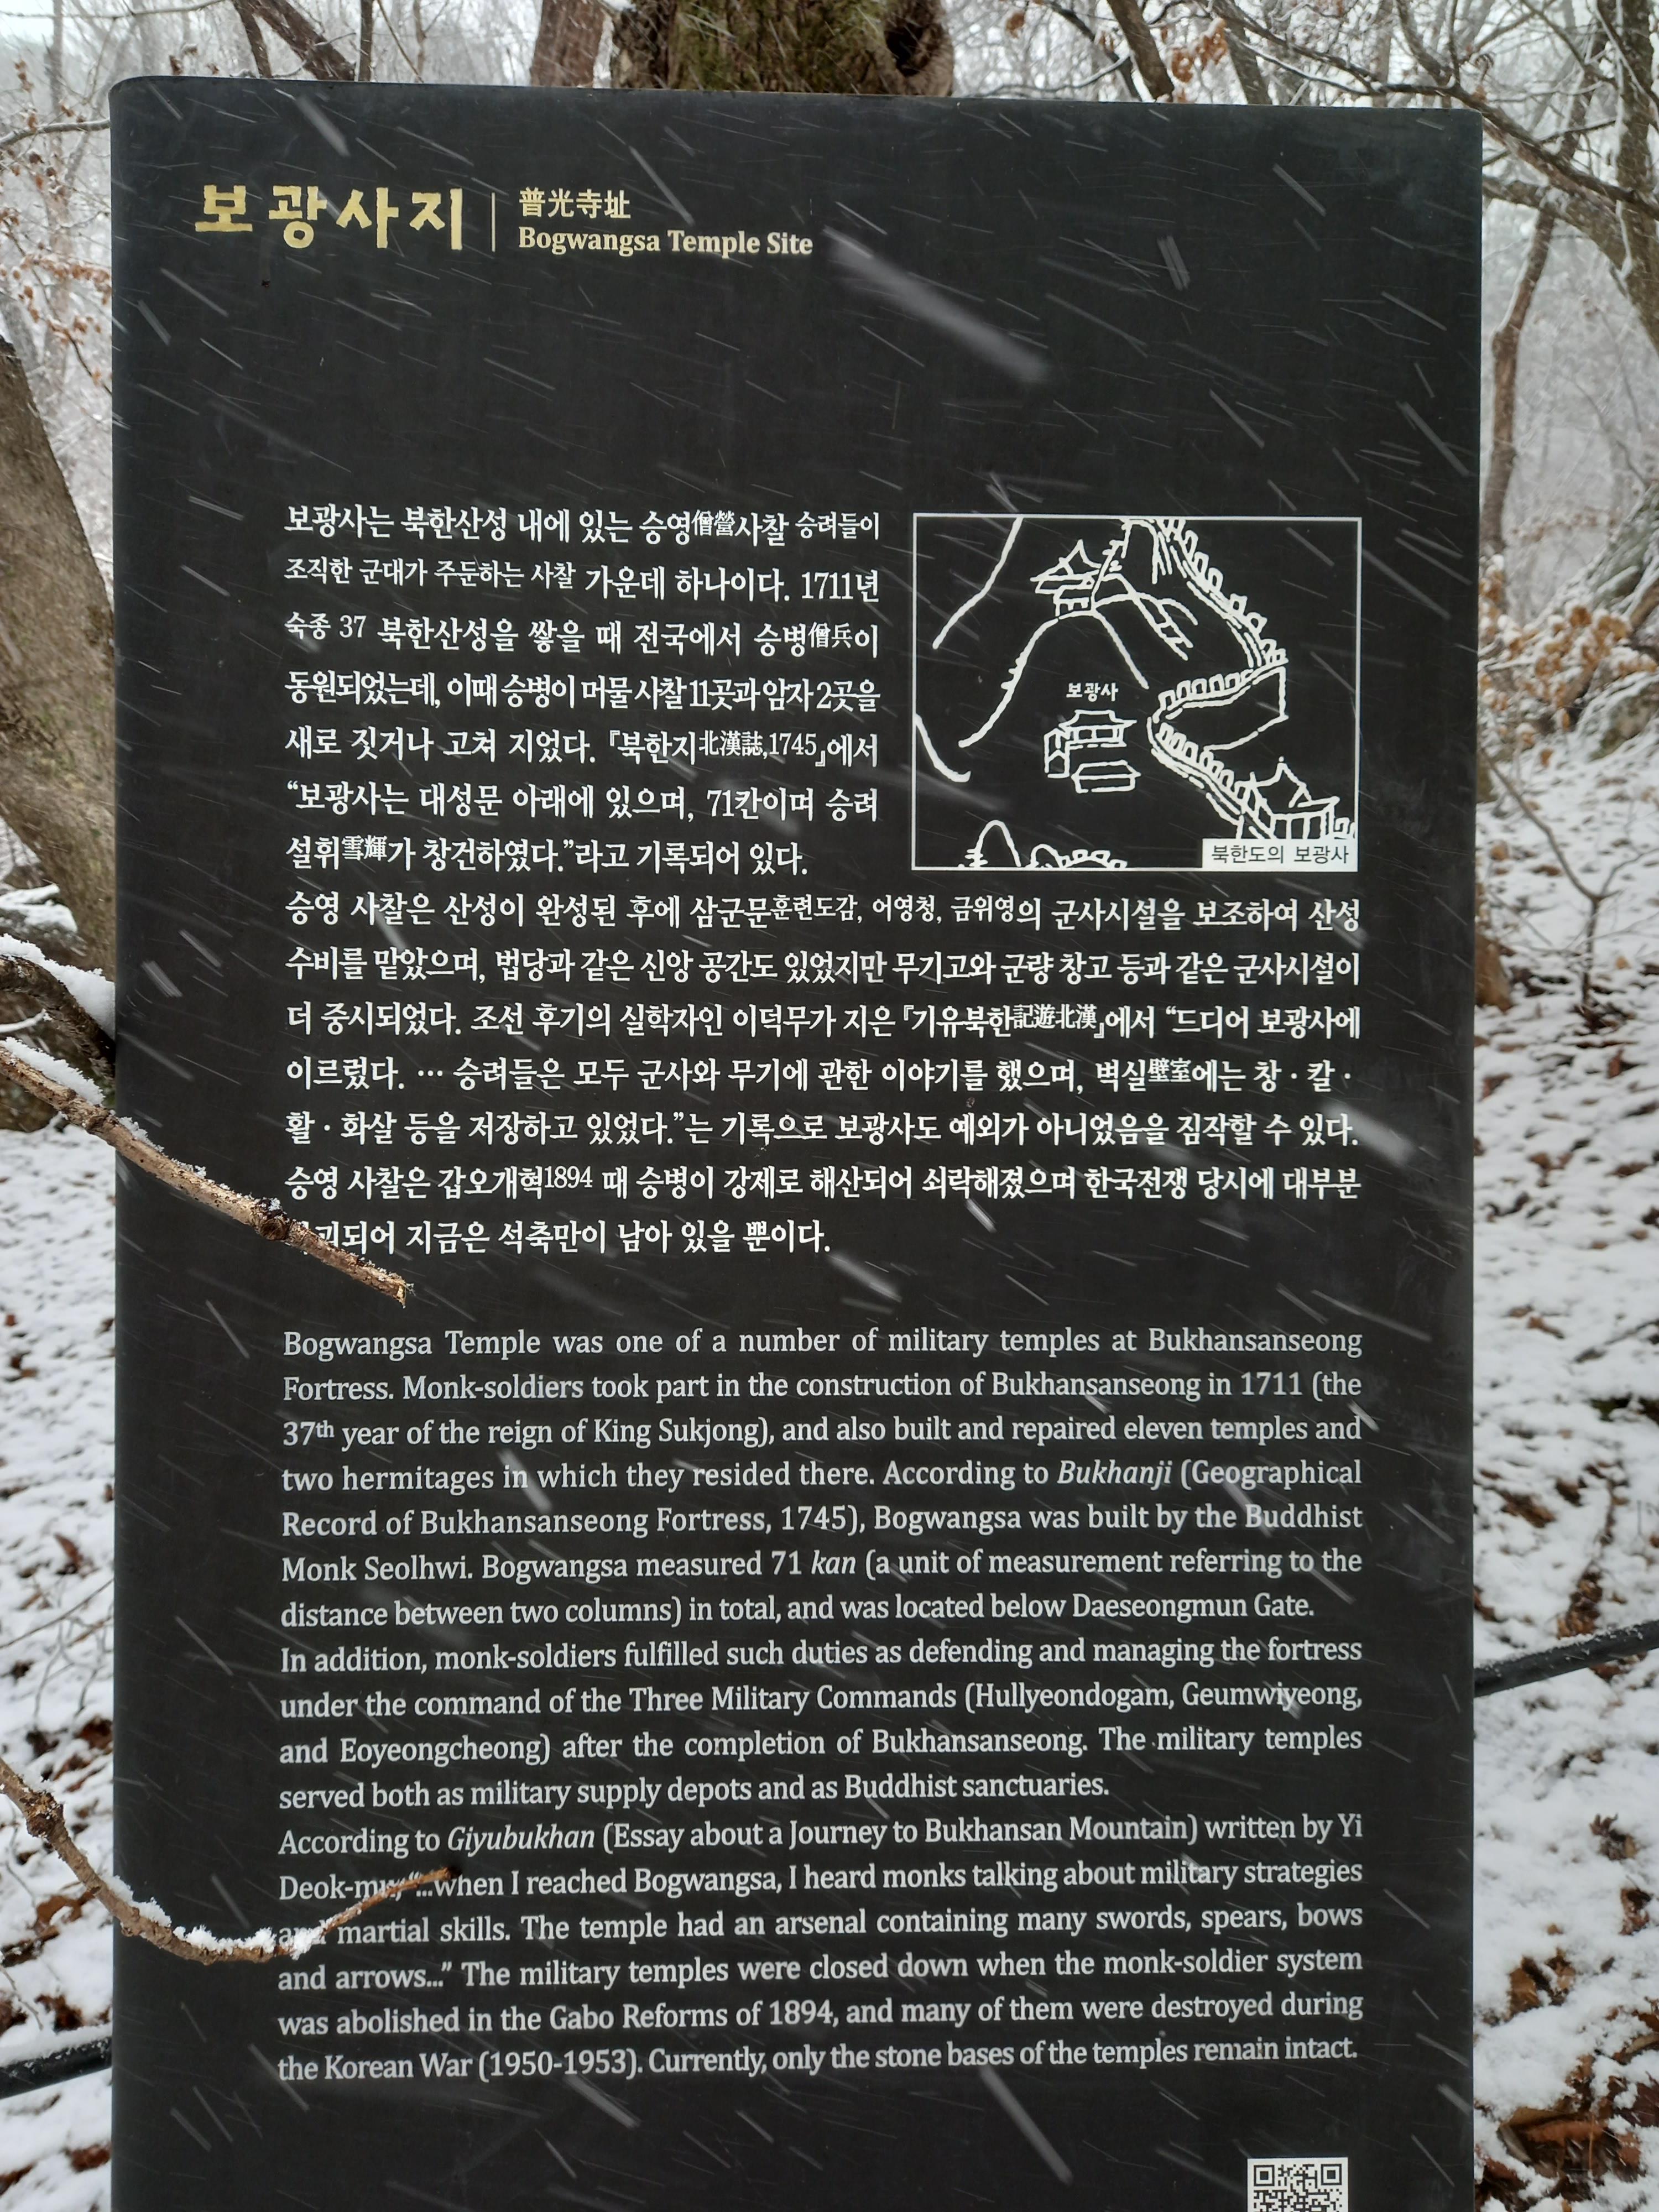 보광사지
普光寺址
Bogwangsa Temple Site
보광사는 북한산성 내에 있는 승영僧營사찰 승려들이
조직한 군대가 주둔하는 사찰 가운데 하나이다. 1711년
숙종 37 북한산성을 쌓을 때 전국에서 승병僧兵이
동원되었는데, 이때 승병이 머물 사찰 11곳과 암자 2곳을
새로 짓거나 고쳐 지었다. 『북한지北漢誌,1745』에서
“보광사는 대성문 아래에 있으며, 71칸이며 승려
설휘雪輝가 창건하였다.”라고 기록되어 있다.
보광사
북한도의 보광사
승영 사찰은 산성이 완성된 후에 삼군문훈련도감, 어영청, 금위영의 군사시설을 보조하여 산성
수비를 맡았으며, 법당과 같은 신앙 공간도 있었지만 무기고와 군량 창고 등과 같은 군사시설이
더 중시되었다. 조선 후기의 실학자인 이덕무가 지은 『기유북한記遊北漢』에서 “드디어 보광사에
이르렀다. … 승려들은 모두 군사와 무기에 관한 이야기를 했으며, 벽실壁室에는 창 · 칼 ·
활 · 화살 등을 저장하고 있었다.”는 기록으로 보광사도 예외가 아니었음을 짐작할 수 있다.
승영 사찰은 갑오개혁1894 때 승병이 강제로 해산되어 쇠락해졌으며 한국전쟁 당시에 대부분
지금은 석축만이 남아 있을 뿐이다.
Bogwangsa Temple was one of a number of military temples at Bukhansanseong
Fortress. Monk-soldiers took part in the construction of Bukhansanseong in 1711 (the
37th year of the reign of King Sukjong), and also built and repaired eleven temples and
two hermitages in which they resided there. According to Bukhanji (Geographical
Record of Bukhansanseong Fortress, 1745), Bogwangsa was built by the Buddhist
Monk Seolhwi. Bogwangsa measured 71 kan (a unit of measurement referring to the
distance between two columns) in total, and was located below Daeseongmun Gate.
In addition, monk-soldiers fulfilled such duties as defending and managing the fortress
under the command of the Three Military Commands (Hullyeondogam, Geumwiyeong,
and Eoyeongcheong) after the completion of Bukhansanseong. The military temples
served both as military supply depots and as Buddhist sanctuaries.
According to Giyubukhan (Essay about a Journey to Bukhansan Mountain) written by Yi
Deok-mu, “...when I reached Bogwangsa, I heard monks talking about military strategies
and martial skills. The temple had an arsenal containing many swords, spears, bows
and arrows...” The military temples were closed down when the monk-soldier system
was abolished in the Gabo Reforms of 1894, and many of them were destroyed during
the Korean War (1950-1953). Currently, only the stone bases of the temples remain intact.